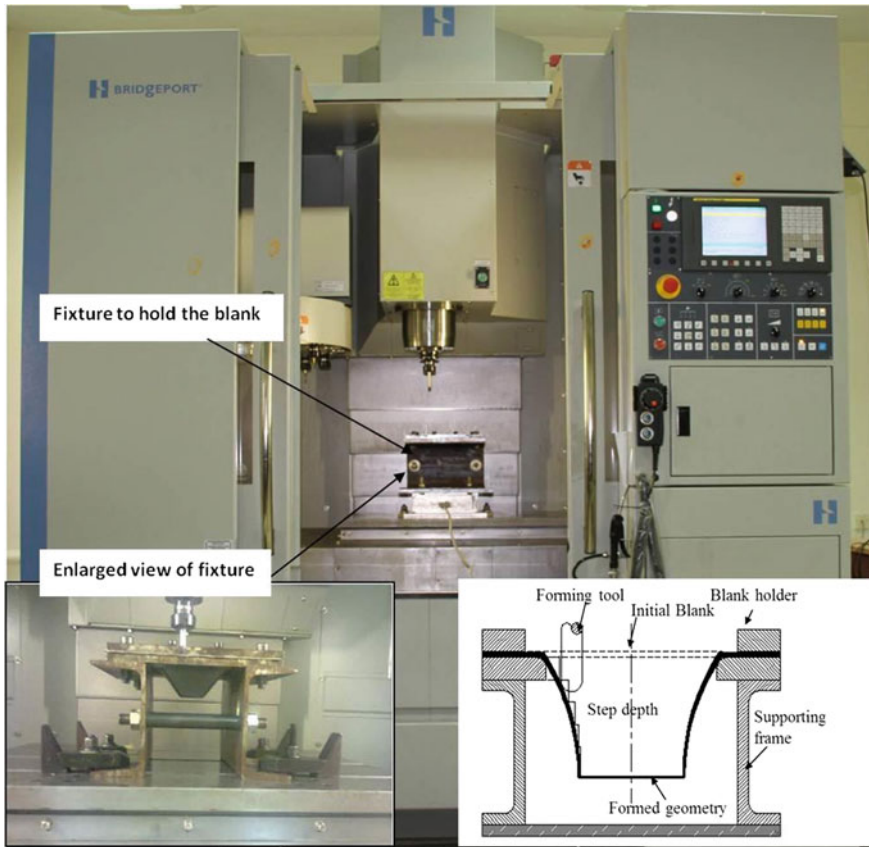 BRIDGEPORT
Fixture to hold the blank
Enlarged view of fixture
Forming tool
Initial Blank
Blank holder
Step depth
Supporting
frame
Formed geometry